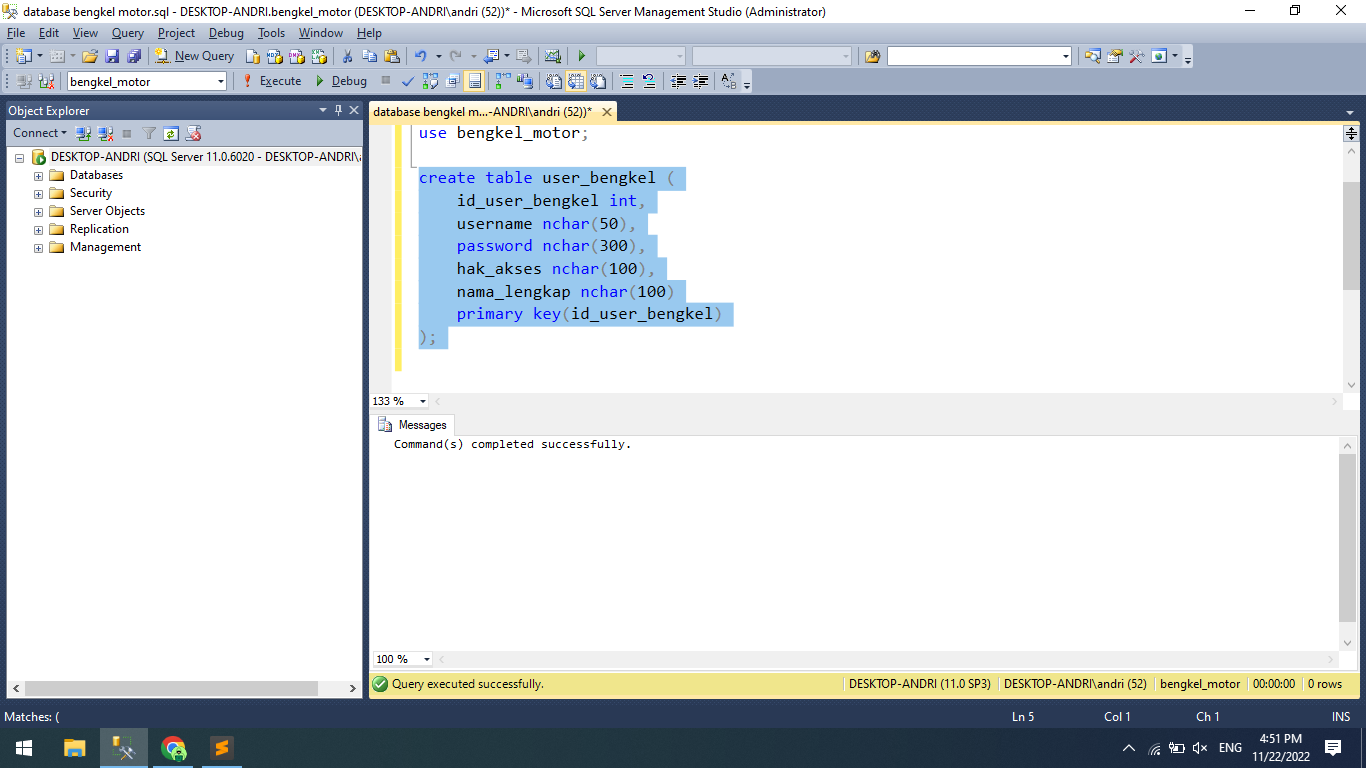 database bengkel motor.sql - DESKTOP-ANDRI.bengkel_motor (DESKTOP-ANDRI\andri (52))* - Microsoft SQL Server Management Studio (Administrator)
File Edit View Query Project Debug Tools Window Help
New Query
bengkel_motor Execute Debug
Object Explorer
Connect
DESKTOP-ANDRI (SQL Server 11.0.6020 - DESKTOP-ANDRI\
Databases
Security
Server Objects
Replication
Management
database bengkel m...-ANDRI\andri (52))*
use bengkel_motor;
create table user_bengkel (
id_user_bengkel int,
username nchar(50),
password nchar(300),
hak_akses nchar(100),
nama_lengkap nchar(100)
primary key(id_user_bengkel)
);
133 %
Messages
Command(s) completed successfully.
100 %
Query executed successfully. DESKTOP-ANDRI (11.0 SP3) DESKTOP-ANDRI\andri (52) bengkel_motor 00:00:00 0 rows
Matches: ( Ln 5 Col 1 Ch 1 INS
ENG
4:51 PM
11/22/2022